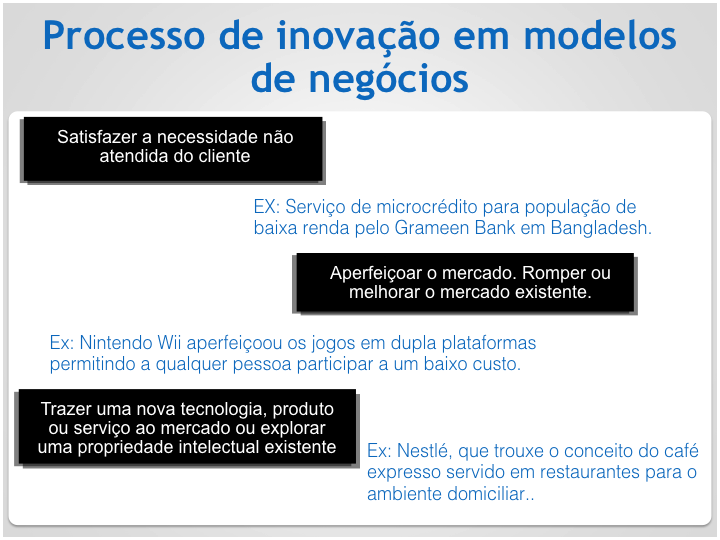 Processo de inovação em modelos
de negócios
Satisfazer a necessidade não
atendida do cliente
EX: Serviço de microcrédito para população de
baixa renda pelo Grameen Bank em Bangladesh.
Aperfeiçoar o mercado. Romper ou
melhorar o mercado existente.
Ex: Nintendo Wii aperfeiçoou os jogos em dupla plataformas
permitindo a qualquer pessoa participar a um baixo custo.
Trazer uma nova tecnologia, produto
ou serviço ao mercado ou explorar
uma propriedade intelectual existente
Ex: Nestlé, que trouxe o conceito do café
expresso servido em restaurantes para o
ambiente domiciliar..